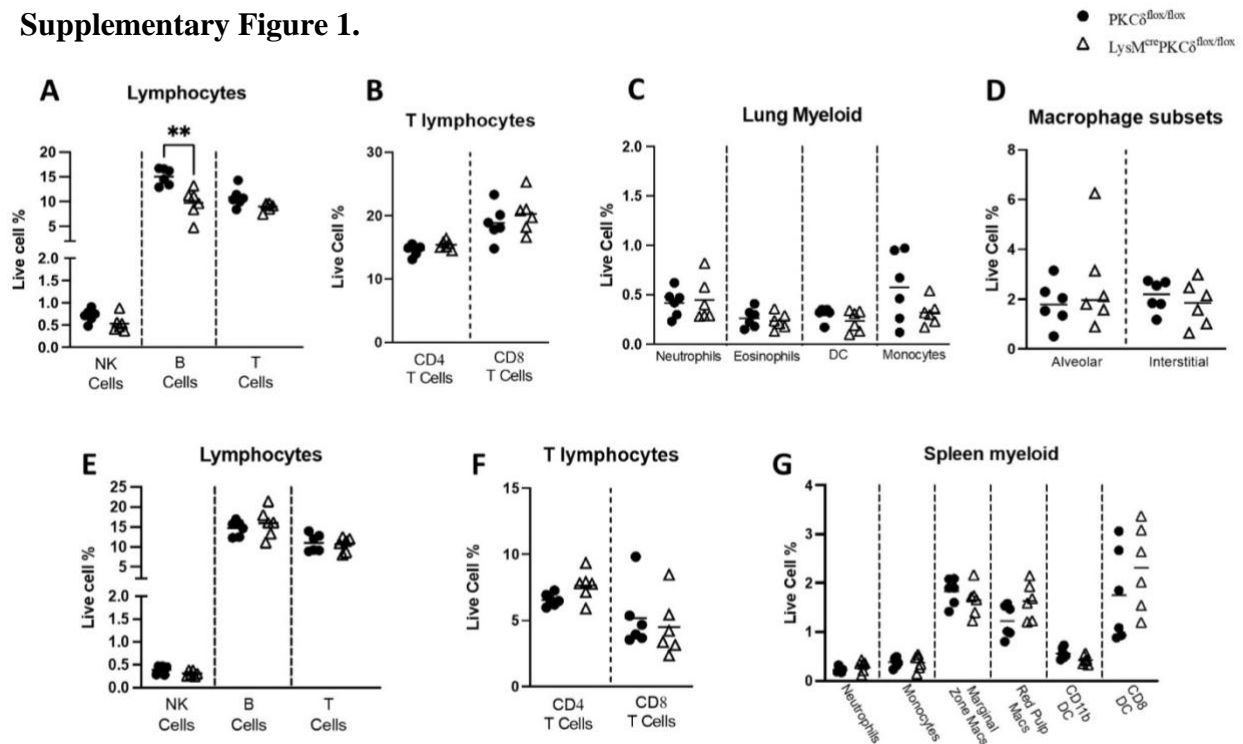 Supplementary Figure 1.
PKCδflox/flox
LysMcrePKCδflox/flox
A
Lymphocytes
**
Live cell %
20
15
10
5
2.0
1.5
1.0
0.5
0.0
NK
Cells
B
Cells
T
Cells
B
T lymphocytes
Live Cell %
30
20
10
0
CD4
T Cells
CD8
T Cells
C
Lung Myeloid
Live Cell %
2.0
1.5
1.0
0.5
0.0
Neutrophils
Eosinophils
DC
Monocytes
D
Macrophage subsets
Live Cell %
8
6
4
2
0
Alveolar
Interstitial
E
Lymphocytes
Live cell %
25
20
15
10
5
2.0
1.5
1.0
0.5
0.0
NK
Cells
B
Cells
T
Cells
F
T lymphocytes
Live Cell %
15
10
5
0
CD4
T Cells
CD8
T Cells
G
Spleen myeloid
Live Cell %
4
3
2
1
0
Neutrophils
Monocytes
Marginal
Zone Macs
Red Pulp
Macs
CD11b
DC
CD8
DC